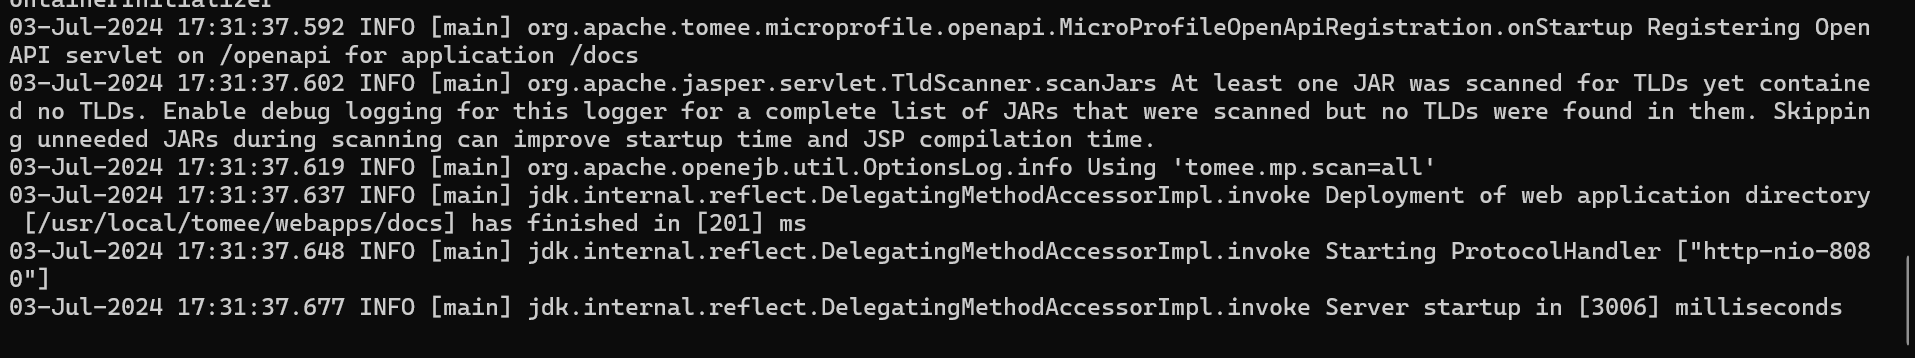 ontainerInitializer
03-Jul-2024 17:31:37.592 INFO [main] org.apache.tomee.microprofile.openapi.MicroProfileOpenApiRegistration.onStartup Registering Open
API servlet on /openapi for application /docs
03-Jul-2024 17:31:37.602 INFO [main] org.apache.jasper.servlet.TldScanner.scanJars At least one JAR was scanned for TLDs yet containe
d no TLDs. Enable debug logging for this logger for a complete list of JARs that were scanned but no TLDs were found in them. Skippin
g unneeded JARs during scanning can improve startup time and JSP compilation time.
03-Jul-2024 17:31:37.619 INFO [main] org.apache.openejb.util.OptionsLog.info Using 'tomee.mp.scan=all'
03-Jul-2024 17:31:37.637 INFO [main] jdk.internal.reflect.DelegatingMethodAccessorImpl.invoke Deployment of web application directory
 [/usr/local/tomee/webapps/docs] has finished in [201] ms
03-Jul-2024 17:31:37.648 INFO [main] jdk.internal.reflect.DelegatingMethodAccessorImpl.invoke Starting ProtocolHandler ["http-nio-808
0"]
03-Jul-2024 17:31:37.677 INFO [main] jdk.internal.reflect.DelegatingMethodAccessorImpl.invoke Server startup in [3006] milliseconds